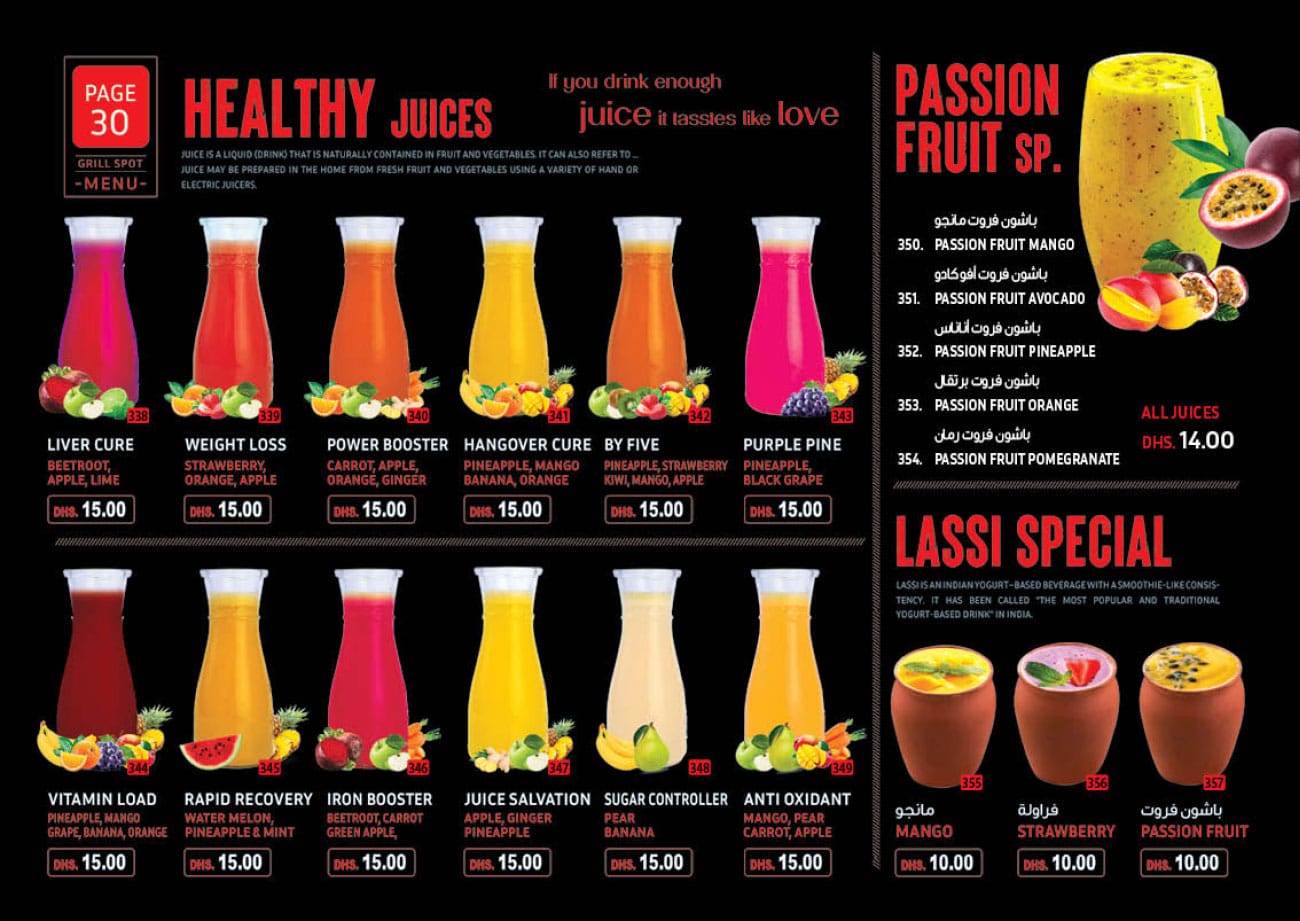 PAGE
30
GRILL SPOT
-MENU-
HEALTHY JUICES
If you drink enough
juice it tasstes like love
JUICE IS A LIQUID (DRINK) THAT IS NATURALLY CONTAINED IN FRUIT AND VEGETABLES. IT CAN ALSO REFER TO ...
JUICE MAY BE PREPARED IN THE HOME FROM FRESH FRUIT AND VEGETABLES USING A VARIETY OF HAND OR
ELECTRIC JUICERS.
338
LIVER CURE
BEETROOT,
APPLE, LIME
DHS. 15.00
339
WEIGHT LOSS
STRAWBERRY,
ORANGE, APPLE
DHS. 15.00
340
POWER BOOSTER
CARROT, APPLE,
ORANGE, GINGER
DHS. 15.00
341
HANGOVER CURE
PINEAPPLE, MANGO
BANANA, ORANGE
DHS. 15.00
342
BY FIVE
PINEAPPLE, STRAWBERRY
KIWI, MANGO, APPLE
DHS. 15.00
343
PURPLE PINE
PINEAPPLE,
BLACK GRAPE
DHS. 15.00
344
VITAMIN LOAD
PINEAPPLE, MANGO
GRAPE, BANANA, ORANGE
DHS. 15.00
345
RAPID RECOVERY
WATER MELON,
PINEAPPLE & MINT
DHS. 15.00
346
IRON BOOSTER
BEETROOT, CARROT
GREEN APPLE,
DHS. 15.00
347
JUICE SALVATION
APPLE, GINGER
PINEAPPLE
DHS. 15.00
348
SUGAR CONTROLLER
PEAR
BANANA
DHS. 15.00
349
ANTI OXIDANT
MANGO, PEAR
CARROT, APPLE
DHS. 15.00
PASSION
FRUIT SP.
باشون فروت مانجو
350. PASSION FRUIT MANGO
باشون فروت أفوكادو
351. PASSION FRUIT AVOCADO
باشون فروت أناناس
352. PASSION FRUIT PINEAPPLE
باشون فروت برتقال
353. PASSION FRUIT ORANGE
باشون فروت رمان
354. PASSION FRUIT POMEGRANATE
ALL JUICES
DHS. 14.00
LASSI SPECIAL
LASSI IS AN INDIAN YOGURT-BASED BEVERAGE WITH A SMOOTHIE-LIKE CONSIS-
TENCY. IT HAS BEEN CALLED "THE MOST POPULAR AND TRADITIONAL
YOGURT-BASED DRINK" IN INDIA.
355
مانجو
MANGO
DHS. 10.00
356
فراولة
STRAWBERRY
DHS. 10.00
357
باشون فروت
PASSION FRUIT
DHS. 10.00